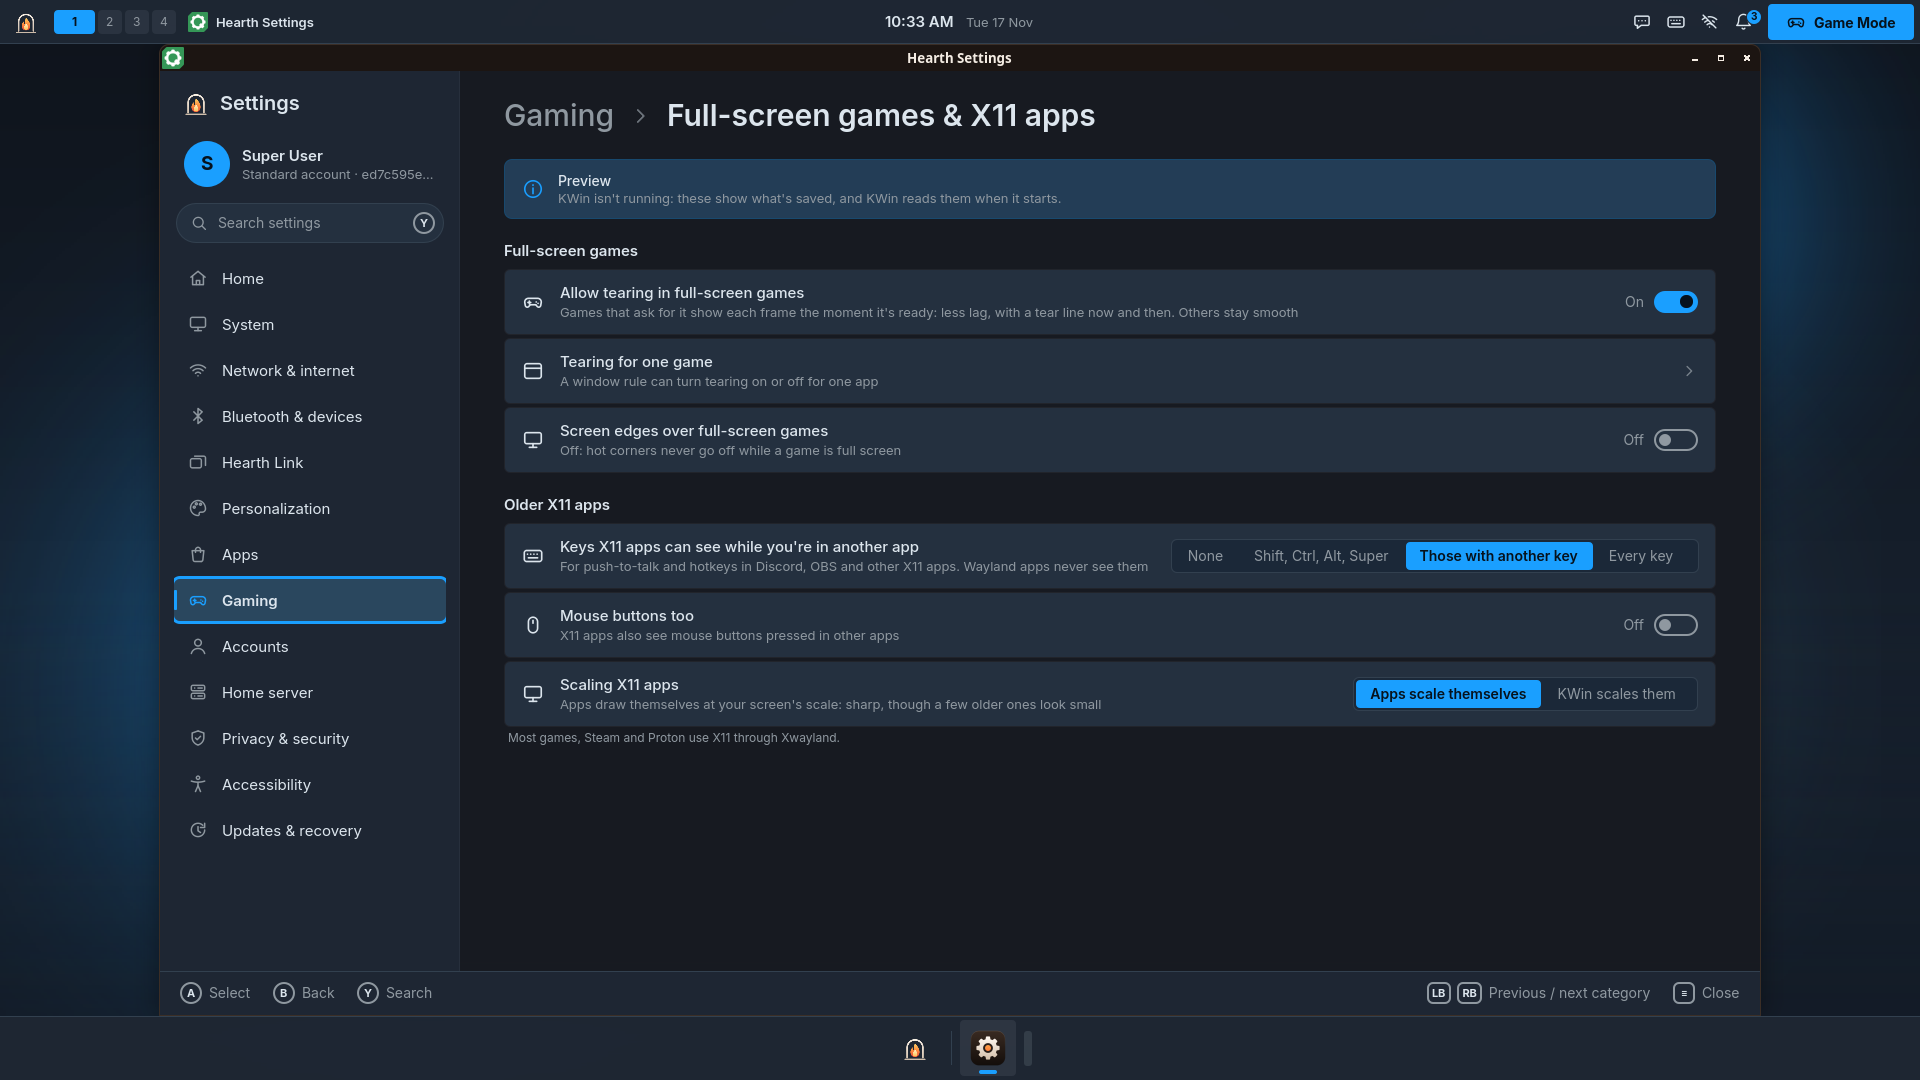 1
2
3
4
Hearth Settings
10:33 AM
Tue 17 Nov
3
Game Mode
Hearth Settings
Settings
S
Super User
Standard account · ed7c595e...
Search settings
Y
Home
System
Network & internet
Bluetooth & devices
Hearth Link
Personalization
Apps
Gaming
Accounts
Home server
Privacy & security
Accessibility
Updates & recovery
Gaming
Full-screen games & X11 apps
Preview
KWin isn't running: these show what's saved, and KWin reads them when it starts.
Full-screen games
Allow tearing in full-screen games
Games that ask for it show each frame the moment it's ready: less lag, with a tear line now and then. Others stay smooth
On
Tearing for one game
A window rule can turn tearing on or off for one app
Screen edges over full-screen games
Off: hot corners never go off while a game is full screen
Off
Older X11 apps
Keys X11 apps can see while you're in another app
For push-to-talk and hotkeys in Discord, OBS and other X11 apps. Wayland apps never see them
None
Shift, Ctrl, Alt, Super
Those with another key
Every key
Mouse buttons too
X11 apps also see mouse buttons pressed in other apps
Off
Scaling X11 apps
Apps draw themselves at your screen's scale: sharp, though a few older ones look small
Apps scale themselves
KWin scales them
Most games, Steam and Proton use X11 through Xwayland.
A
Select
B
Back
Y
Search
LB
RB
Previous / next category
Close